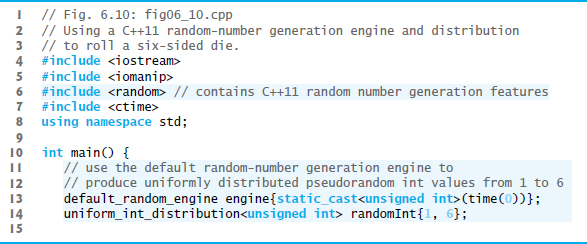 1 // Fig. 6.10: fig06_10.cpp
2 // Using a C++11 random-number generation engine and distribution
3 // to roll a six-sided die.
4 #include <iostream>
5 #include <iomanip>
6 #include <random> // contains C++11 random number generation features
7 #include <ctime>
8 using namespace std;
9
10 int main() {
11 // use the default random-number generation engine to
12 // produce uniformly distributed pseudorandom int values from 1 to 6
13 default_random_engine engine{static_cast<unsigned int>(time(0))};
14 uniform_int_distribution<unsigned int> randomInt{1, 6};
15